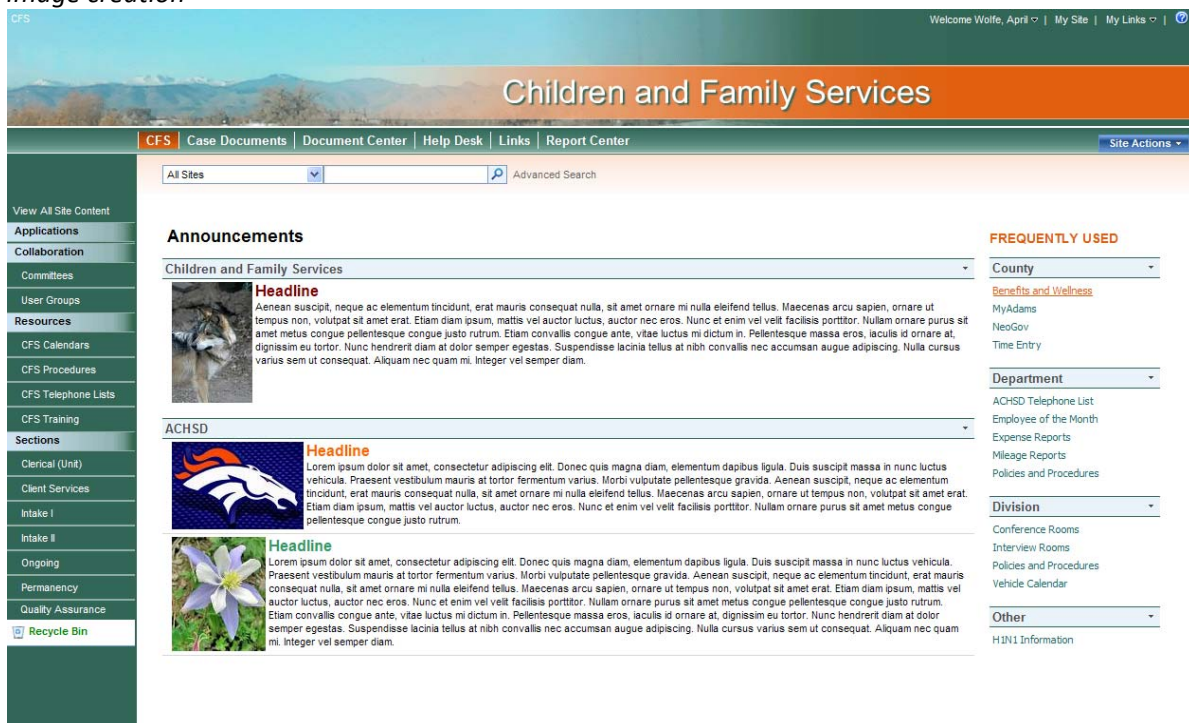 image creation
CFS
Welcome Wolfe, April | My Site | My Links |
Children and Family Services
CFS | Case Documents | Document Center | Help Desk | Links | Report Center
Site Actions
All Sites
Advanced Search
View All Site Content
Applications
Collaboration
Committees
User Groups
Resources
CFS Calendars
CFS Procedures
CFS Telephone Lists
CFS Training
Sections
Clerical (Unit)
Client Services
Intake I
Intake II
Ongoing
Permanency
Quality Assurance
Recycle Bin
Announcements
Children and Family Services
Headline
Aenean suscipit, neque ac elementum tincidunt, erat mauris consequat nulla, sit amet ornare mi nulla eleifend tellus. Maecenas arcu sapien, ornare ut
tempus non, volutpat sit amet erat. Etiam diam ipsum, mattis vel auctor luctus, auctor nec eros. Nunc et enim vel velit facilisis porttitor. Nullam ornare purus sit
amet metus congue pellentesque congue justo rutrum. Etiam convallis congue ante, vitae luctus mi dictum in. Pellentesque massa eros, iaculis id ornare at,
dignissim eu tortor. Nunc hendrerit diam at dolor semper egestas. Suspendisse lacinia tellus at nibh convallis nec accumsan augue adipiscing. Nulla cursus
varius sem ut consequat. Aliquam nec quam mi. Integer vel semper diam.
ACHSD
Headline
Lorem ipsum dolor sit amet, consectetur adipiscing elit. Donec quis magna diam, elementum dapibus ligula. Duis suscipit massa in nunc luctus
vehicula. Praesent vestibulum mauris at tortor fermentum varius. Morbi vulputate pellentesque gravida. Aenean suscipit, neque ac elementum
tincidunt, erat mauris consequat nulla, sit amet ornare mi nulla eleifend tellus. Maecenas arcu sapien, ornare ut tempus non, volutpat sit amet erat.
Etiam diam ipsum, mattis vel auctor luctus, auctor nec eros. Nunc et enim vel velit facilisis porttitor. Nullam ornare purus sit amet metus congue
pellentesque congue justo rutrum.
Headline
Lorem ipsum dolor sit amet, consectetur adipiscing elit. Donec quis magna diam, elementum dapibus ligula. Duis suscipit massa in nunc luctus vehicula.
Praesent vestibulum mauris at tortor fermentum varius. Morbi vulputate pellentesque gravida. Aenean suscipit, neque ac elementum tincidunt, erat mauris
consequat nulla, sit amet ornare mi nulla eleifend tellus. Maecenas arcu sapien, ornare ut tempus non, volutpat sit amet erat. Etiam diam ipsum, mattis vel
auctor luctus, auctor nec eros. Nunc et enim vel velit facilisis porttitor. Nullam ornare purus sit amet metus congue pellentesque congue justo rutrum.
Etiam convallis congue ante, vitae luctus mi dictum in. Pellentesque massa eros, iaculis id ornare at, dignissim eu tortor. Nunc hendrerit diam at dolor
semper egestas. Suspendisse lacinia tellus at nibh convallis nec accumsan augue adipiscing. Nulla cursus varius sem ut consequat. Aliquam nec quam
mi. Integer vel semper diam.
FREQUENTLY USED
County
Benefits and Wellness
MyAdams
NeoGov
Time Entry
Department
ACHSD Telephone List
Employee of the Month
Expense Reports
Mileage Reports
Policies and Procedures
Division
Conference Rooms
Interview Rooms
Policies and Procedures
Vehicle Calendar
Other
H1N1 Information